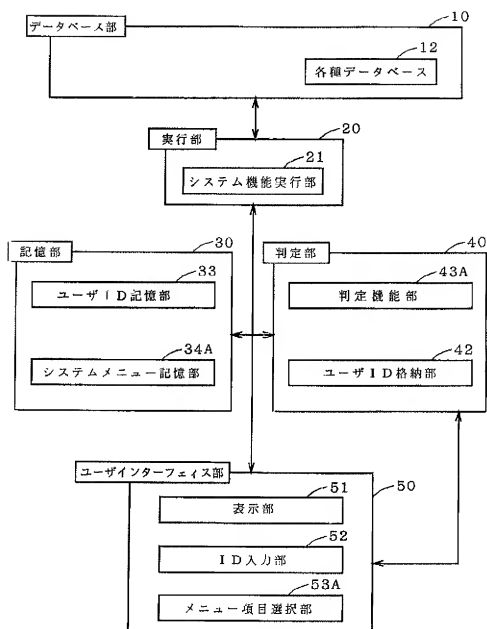 10
データベース部
12
各種データベース
20
実行部
21
システム機能実行部
30
記憶部
33
ユーザID記憶部
34A
システムメニュー記憶部
40
判定部
43A
判定機能部
42
ユーザID格納部
ユーザインターフェイス部
50
51
表示部
52
ID入力部
53A
メニュー項目選択部